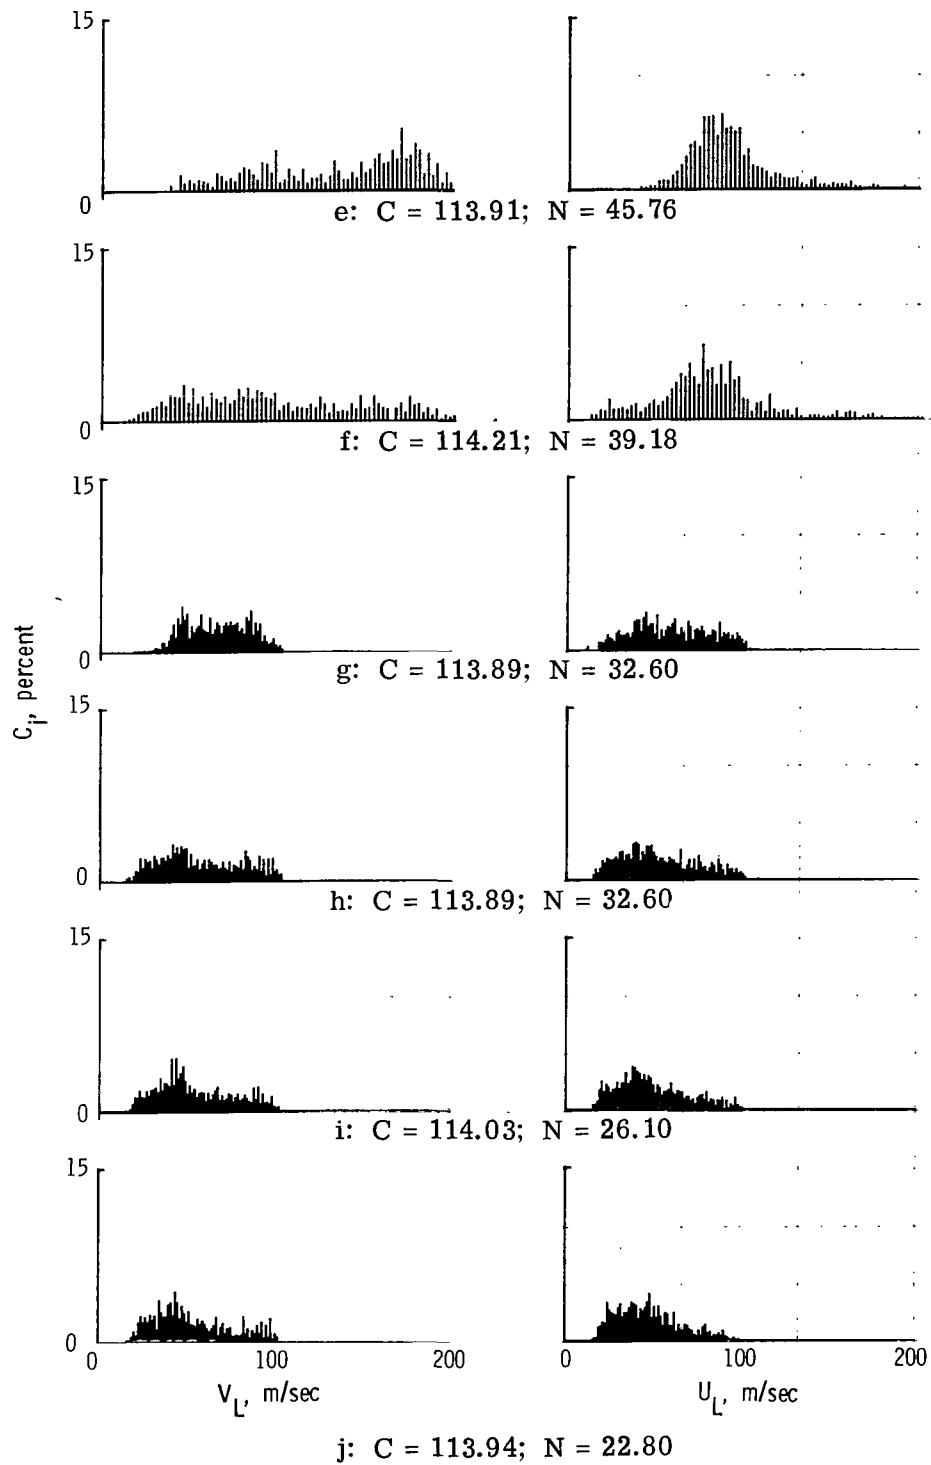 15
0
e: C = 113.91; N = 45.76
15
0
f: C = 114.21; N = 39.18
15
0
g: C = 113.89; N = 32.60
C_i, percent
15
0
h: C = 113.89; N = 32.60
15
0
i: C = 114.03; N = 26.10
15
0
0 100 200 0 100 200
V_L, m/sec U_L, m/sec
j: C = 113.94; N = 22.80